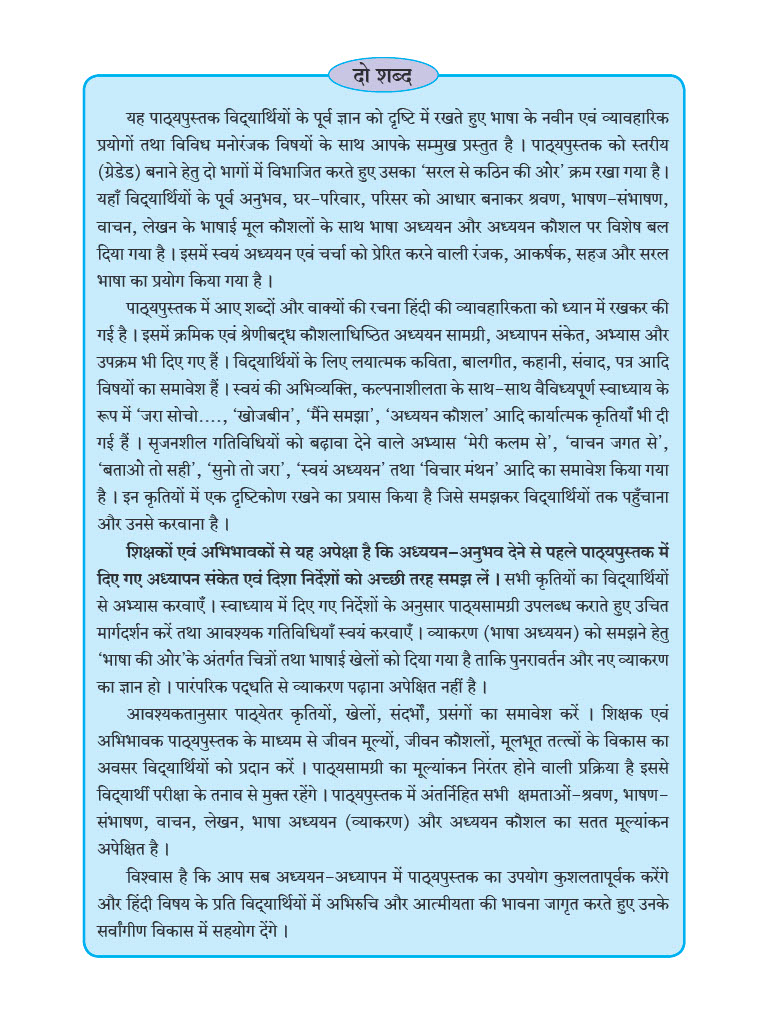 दो शब्द
यह पाठ्यपुस्तक विद्‌यार्थियों के पूर्व ज्ञान को दृष्टि में रखते हुए भाषा के नवीन एवं व्यावहारिक
प्रयोगों तथा विविध मनोरंजक विषयों के साथ आपके सम्मुख प्रस्तुत है । पाठ्यपुस्तक को स्तरीय
(ग्रेडेड) बनाने हेतु दो भागों में विभाजित करते हुए उसका ‘सरल से कठिन की ओर’ क्रम रखा गया है ।
यहाँ विद्‌यार्थियों के पूर्व अनुभव, घर-परिवार, परिसर को आधार बनाकर श्रवण, भाषण-संभाषण,
वाचन, लेखन के भाषाई मूल कौशलों के साथ भाषा अध्ययन और अध्ययन कौशल पर विशेष बल
दिया गया है । इसमें स्वयं अध्ययन एवं चर्चा को प्रेरित करने वाली रंजक, आकर्षक, सहज और सरल
भाषा का प्रयोग किया गया है ।
पाठ्यपुस्तक में आए शब्दों और वाक्यों की रचना हिंदी की व्यावहारिकता को ध्यान में रखकर की
गई है । इसमें क्रमिक एवं श्रेणीबद्‌ध कौशलाधिष्ठित अध्ययन सामग्री, अध्यापन संकेत, अभ्यास और
उपक्रम भी दिए गए हैं । विद्‌यार्थियों के लिए लयात्मक कविता, बालगीत, कहानी, संवाद, पत्र आदि
विषयों का समावेश हैं । स्वयं की अभिव्यक्ति, कल्पनाशीलता के साथ-साथ वैविध्यपूर्ण स्वाध्याय के
रूप में ‘जरा सोचो...., ‘खोजबीन’, ‘मैंने समझा’, ‘अध्ययन कौशल’ आदि कार्यात्मक कृतियाँ भी दी
गई हैं । सृजनशील गतिविधियों को बढ़ावा देने वाले अभ्यास ‘मेरी कलम से’, ‘वाचन जगत से’,
‘बताओ तो सही’, ‘सुनो तो जरा’, ‘स्वयं अध्ययन’ तथा ‘विचार मंथन’ आदि का समावेश किया गया
है । इन कृतियों में एक दृष्टिकोण रखने का प्रयास किया है जिसे समझकर विद्‌यार्थियों तक पहुँचाना
और उनसे करवाना है ।
शिक्षकों एवं अभिभावकों से यह अपेक्षा है कि अध्ययन-अनुभव देने से पहले पाठ्यपुस्तक में
दिए गए अध्यापन संकेत एवं दिशा निर्देशों को अच्छी तरह समझ लें । सभी कृतियों का विद्‌यार्थियों
से अभ्यास करवाएँ । स्वाध्याय में दिए गए निर्देशों के अनुसार पाठ्यसामग्री उपलब्ध कराते हुए उचित
मार्गदर्शन करें तथा आवश्यक गतिविधियाँ स्वयं करवाएँ । व्याकरण (भाषा अध्ययन) को समझने हेतु
‘भाषा की ओर’के अंतर्गत चित्रों तथा भाषाई खेलों को दिया गया है ताकि पुनरावर्तन और नए व्याकरण
का ज्ञान हो । पारंपरिक पद्‌धति से व्याकरण पढ़ाना अपेक्षित नहीं है ।
आवश्यकतानुसार पाठ्येतर कृतियों, खेलों, संदर्भों, प्रसंगों का समावेश करें । शिक्षक एवं
अभिभावक पाठ्यपुस्तक के माध्यम से जीवन मूल्यों, जीवन कौशलों, मूलभूत तत्त्वों के विकास का
अवसर विद्‌यार्थियों को प्रदान करें । पाठ्यसामग्री का मूल्यांकन निरंतर होने वाली प्रक्रिया है इससे
विद्‌यार्थी परीक्षा के तनाव से मुक्त रहेंगे । पाठ्यपुस्तक में अंतर्निहित सभी क्षमताओं-श्रवण, भाषण-
संभाषण, वाचन, लेखन, भाषा अध्ययन (व्याकरण) और अध्ययन कौशल का सतत मूल्यांकन
अपेक्षित है ।
विश्वास है कि आप सब अध्ययन-अध्यापन में पाठ्यपुस्तक का उपयोग कुशलतापूर्वक करेंगे
और हिंदी विषय के प्रति विद्‌यार्थियों में अभिरुचि और आत्मीयता की भावना जागृत करते हुए उनके
सर्वांगीण विकास में सहयोग देंगे ।